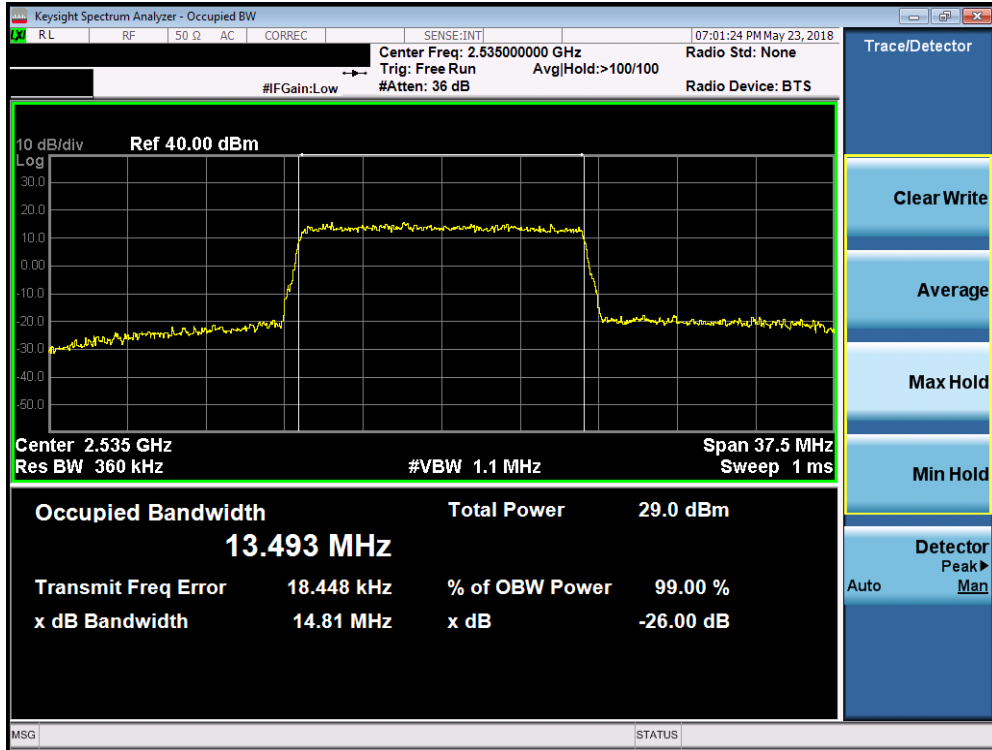 Keysight Spectrum Analyzer - Occupied BW
LXI RL RF 50 Ω AC CORREC SENSE:INT 07:01:24 PM May 23, 2018
Center Freq: 2.535000000 GHz Radio Std: None
Trig: Free Run Avg|Hold:>100/100
#IFGain:Low #Atten: 36 dB Radio Device: BTS
Trace/Detector
10 dB/div Ref 40.00 dBm
Log
30.0
20.0
10.0
0.00
-10.0
-20.0
-30.0
-40.0
-50.0
Center 2.535 GHz Span 37.5 MHz
Res BW 360 kHz #VBW 1.1 MHz Sweep 1 ms
Occupied Bandwidth Total Power 29.0 dBm
13.493 MHz
Transmit Freq Error 18.448 kHz % of OBW Power 99.00 %
x dB Bandwidth 14.81 MHz x dB -26.00 dB
Clear Write
Average
Max Hold
Min Hold
Detector
Peak▶
Auto Man
MSG STATUS